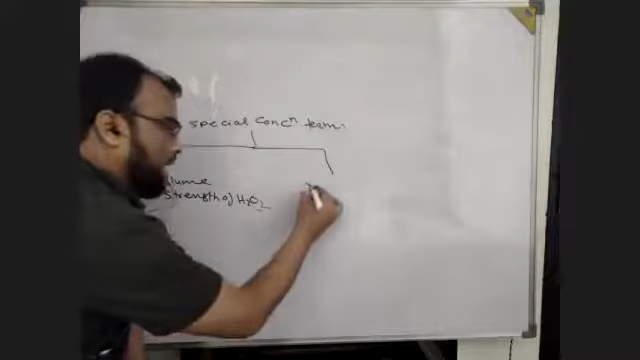 special concⁿ term
lume
strength of H₂O₂